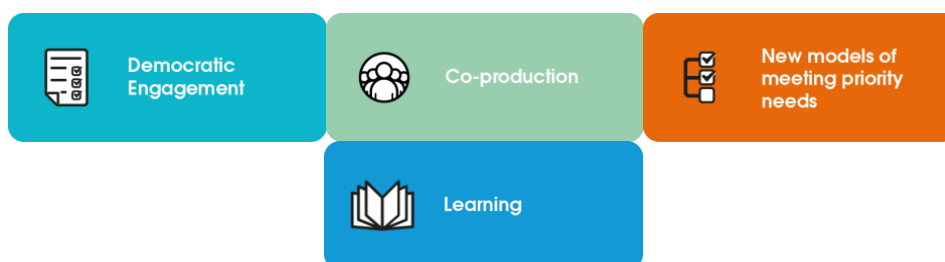 Democratic
Engagement
Co-production
New models of
meeting priority
needs
Learning